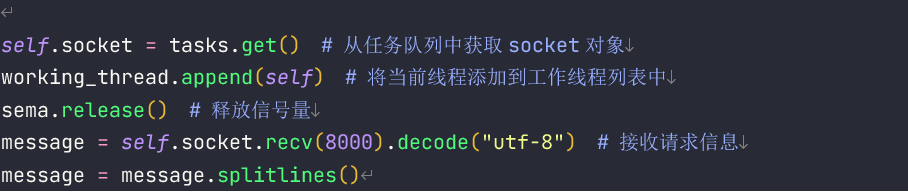 self.socket = tasks.get()  # 从任务队列中获取 socket 对象↓
working_thread.append(self)  # 将当前线程添加到工作线程列表中↓
sema.release()  # 释放信号量↓
message = self.socket.recv(8000).decode("utf-8")  # 接收请求信息↓
message = message.splitlines()↵